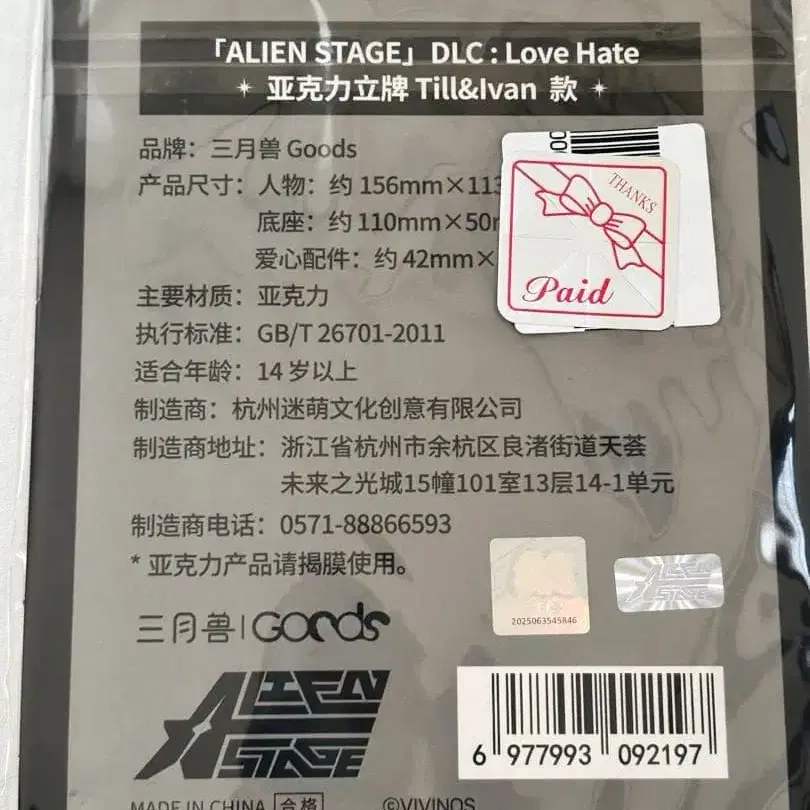 「ALIEN STAGE」DLC : Love Hate
亚克力立牌 Till&Ivan 款
品牌：三月兽 Goods
产品尺寸：人物：约 156mm×113
底座：约 110mm×50
爱心配件：约 42mm×
THANKS
Paid
主要材质：亚克力
执行标准：GB/T 26701-2011
适合年龄：14 岁以上
制造商：杭州迷萌文化创意有限公司
制造商地址：浙江省杭州市余杭区良渚街道天荟
未来之光城15幢101室13层14-1单元
制造商电话：0571-88866593
* 亚克力产品请揭膜使用。
2025063545846
ALIEN STAGE
三月兽 | Goods
ALIEN
STAGE
6 977993 092197
MADE IN CHINA 合格 ©VIVINOS